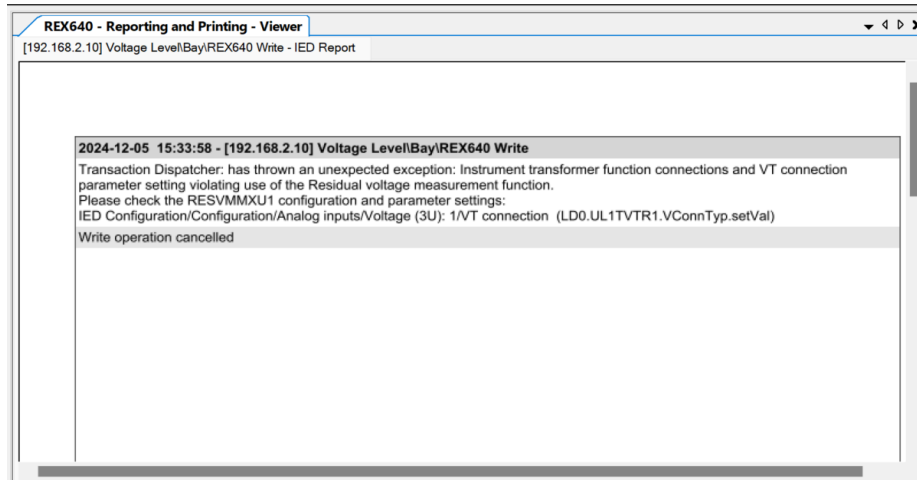 REX640 - Reporting and Printing - Viewer
[192.168.2.10] Voltage Level\Bay\REX640 Write - IED Report
2024-12-05 15:33:58 - [192.168.2.10] Voltage Level\Bay\REX640 Write
Transaction Dispatcher: has thrown an unexpected exception: Instrument transformer function connections and VT connection
parameter setting violating use of the Residual voltage measurement function.
Please check the RESVMMXU1 configuration and parameter settings:
IED Configuration/Configuration/Analog inputs/Voltage (3U): 1/VT connection (LD0.UL1TVTR1.VConnTyp.setVal)
Write operation cancelled